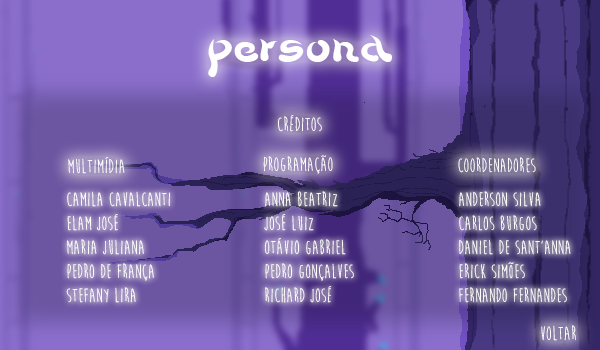 persona
CRÉDITOS
MULTIMÍDIA
CAMILA CAVALCANTI
ELAM JOSÉ
MARIA JULIANA
PEDRO DE FRANÇA
STEFANY LIRA
PROGRAMAÇÃO
ANNA BEATRIZ
JOSÉ LUIZ
OTÁVIO GABRIEL
PEDRO GONÇALVES
RICHARD JOSÉ
COORDENADORES
ANDERSON SILVA
CARLOS BURGOS
DANIEL DE SANT'ANNA
ERICK SIMÕES
FERNANDO FERNANDES
VOLTAR